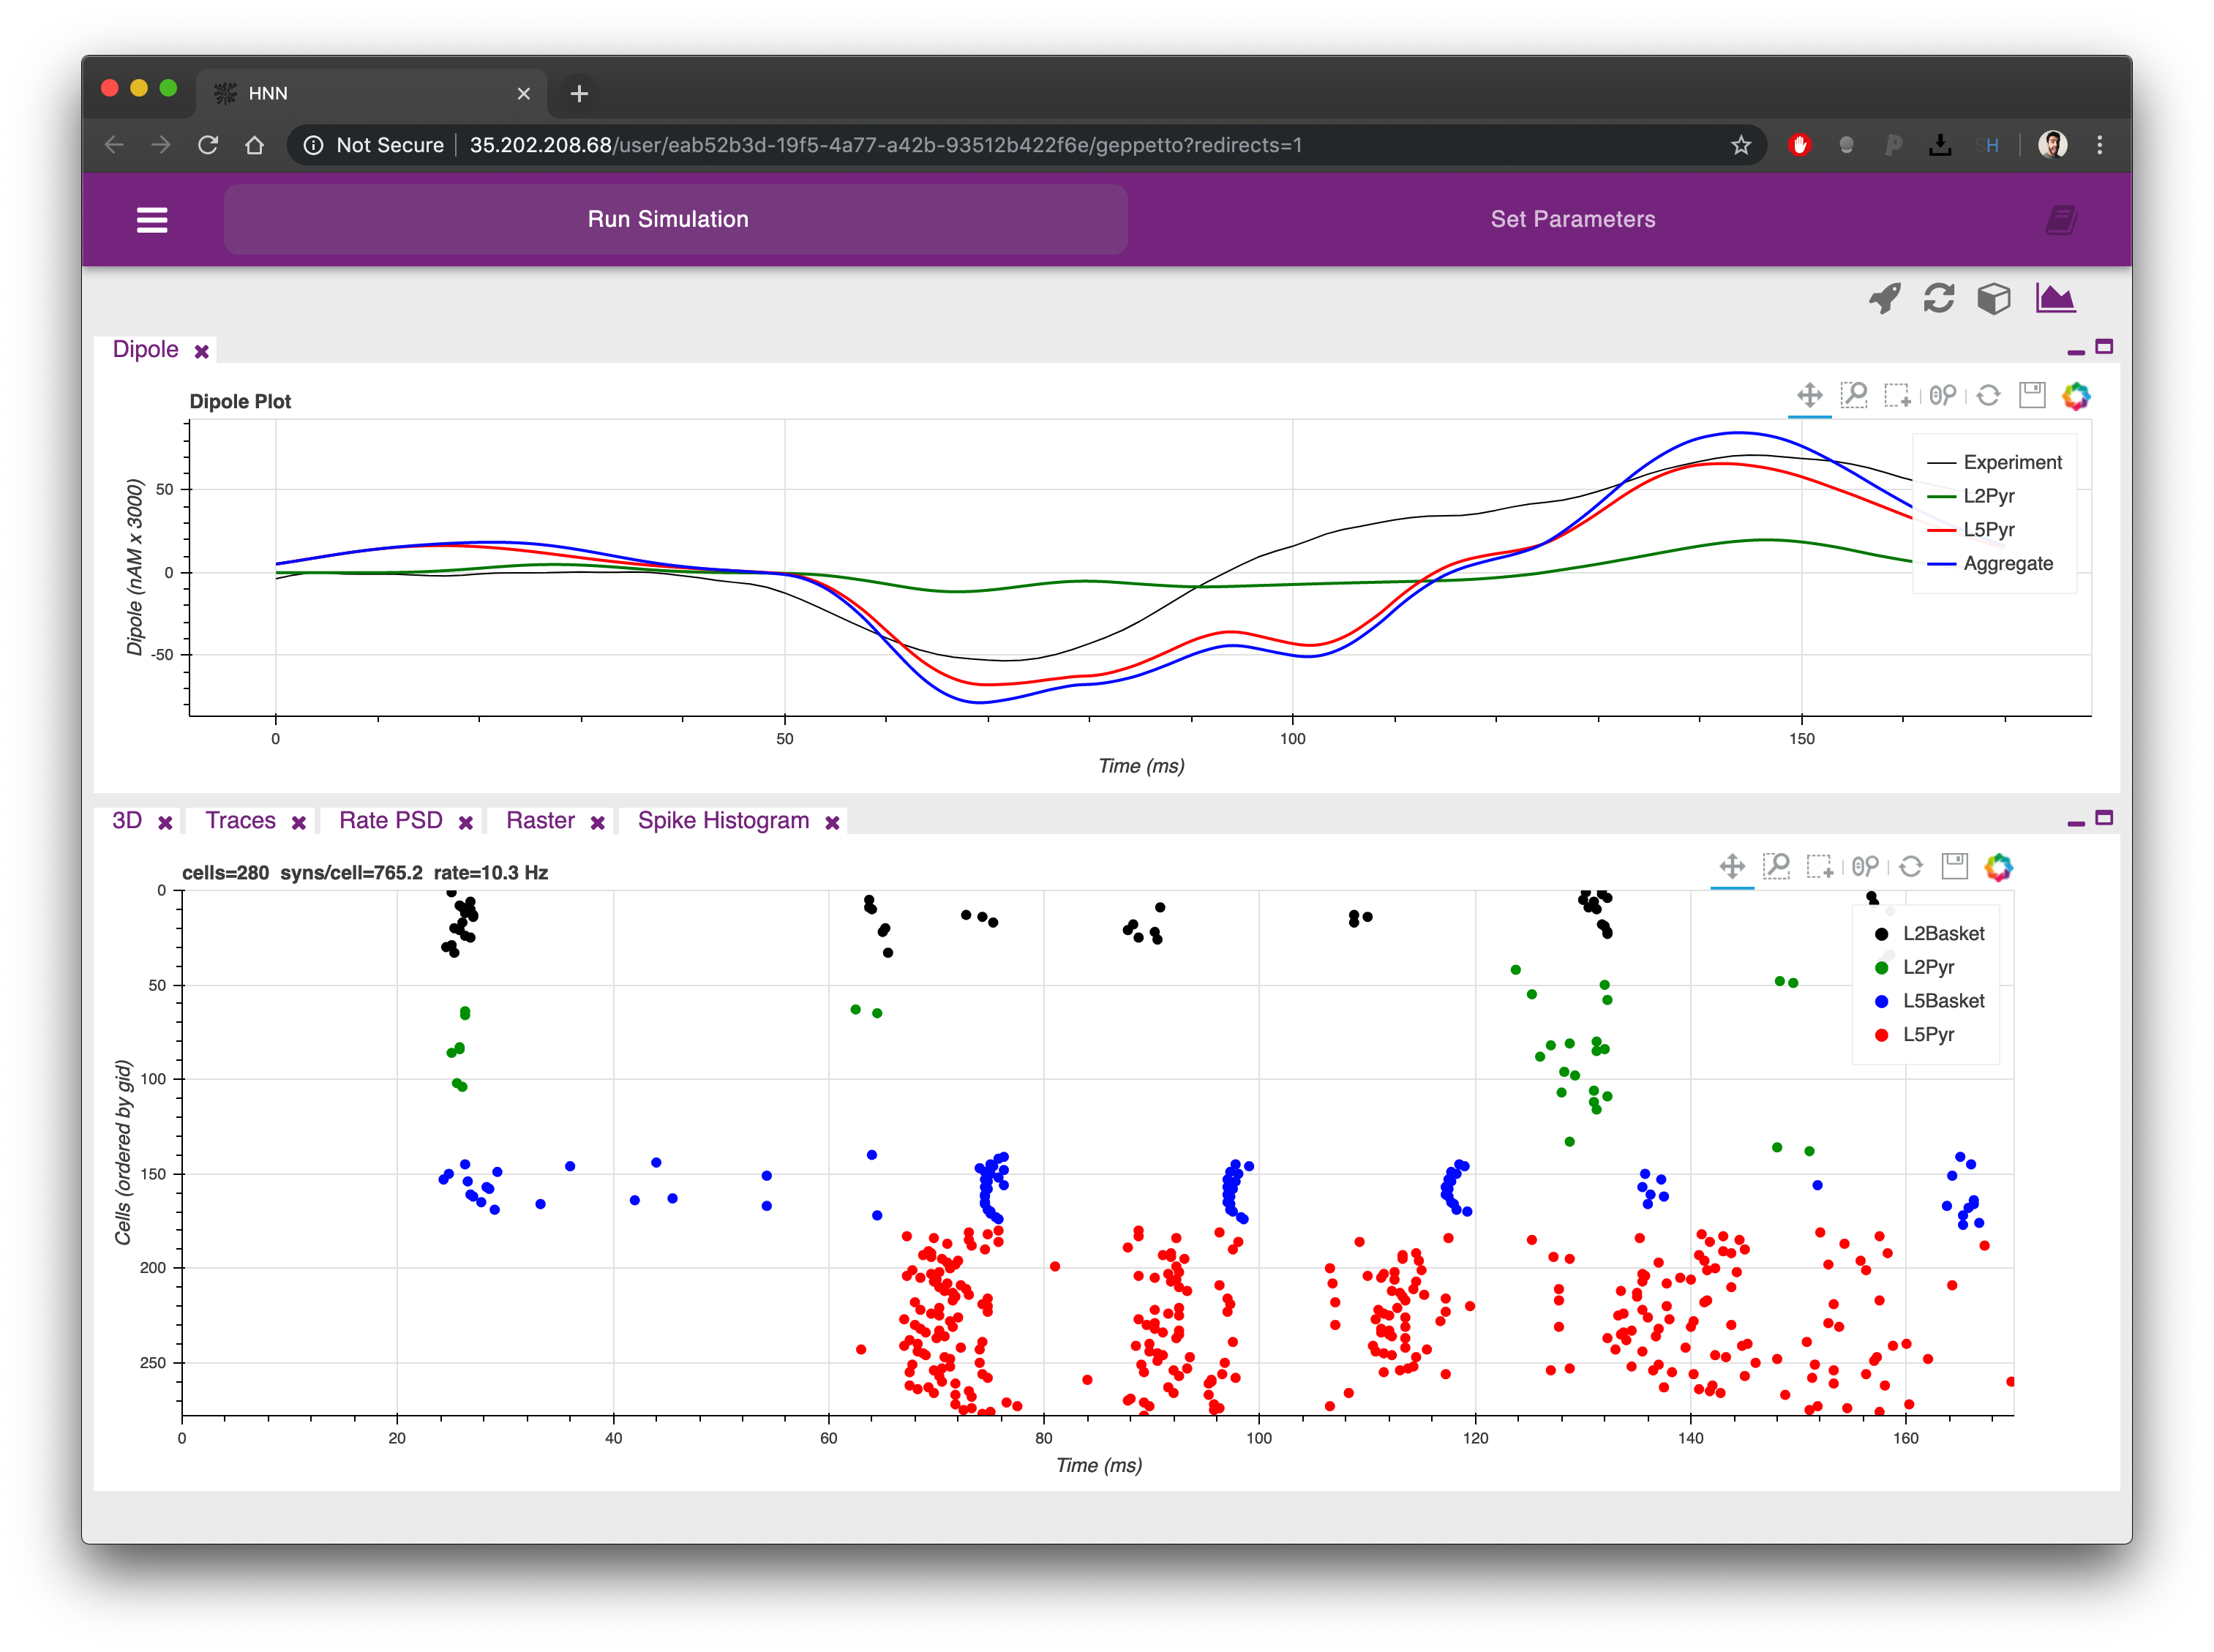 HNN
Not Secure | 35.202.208.68/user/eab52b3d-19f5-4a77-a42b-93512b422f6e/geppetto?redirects=1
SH
Run Simulation
Set Parameters
Dipole
Dipole Plot
Dipole (nAM x 3000)
50
0
-50
Experiment
L2Pyr
L5Pyr
Aggregate
0 50 100 150
Time (ms)
3D Traces Rate PSD Raster Spike Histogram
cells=280 syns/cell=765.2 rate=10.3 Hz
Cells (ordered by gid)
0
50
100
150
200
250
L2Basket
L2Pyr
L5Basket
L5Pyr
0 20 40 60 80 100 120 140 160
Time (ms)